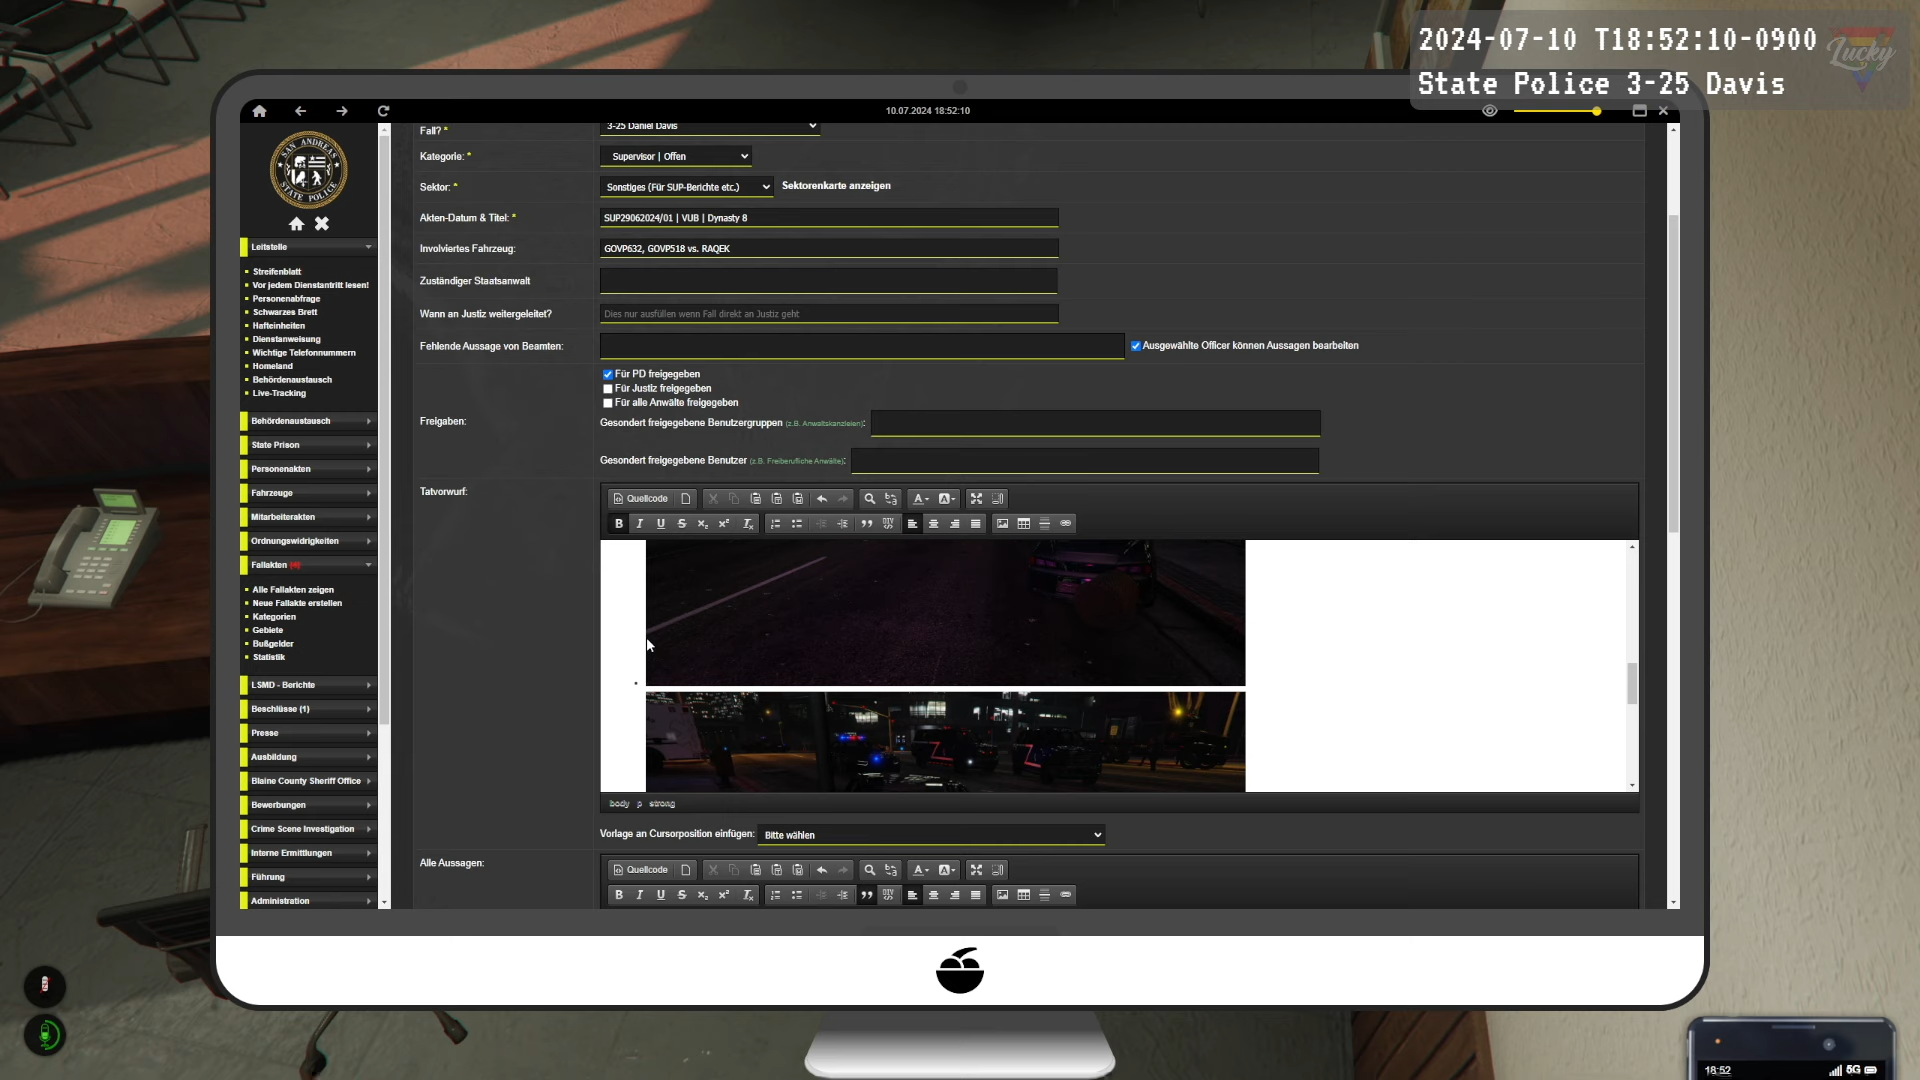 2024-07-10 T18:52:10-0900
State Police 3-25 Davis
Lucky
10.07.2024 18:52:10
SAN ANDREAS
STATE POLICE
Leitstelle
Streifenblatt
Vor jedem Dienstantritt lesen!
Personenabfrage
Schwarzes Brett
Hafteinheiten
Dienstanweisung
Wichtige Telefonnummern
Homeland
Behördenaustausch
Live-Tracking
Behördenaustausch
State Prison
Personenakten
Fahrzeuge
Mitarbeiterakten
Ordnungswidrigkeiten
Fallakten
Alle Fallakten zeigen
Neue Fallakte erstellen
Kategorien
Gebiete
Bußgelder
Statistik
LSMD - Berichte
Beschlüsse (1)
Presse
Ausbildung
Blaine County Sheriff Office
Bewerbungen
Crime Scene Investigation
Interne Ermittlungen
Führung
Administration
Fall? * 3-25 Daniel Davis
Kategorie: * Supervisor | Offen
Sektor: * Sonstiges (Für SUP-Berichte etc.) Sektorenkarte anzeigen
Akten-Datum & Titel: * SUP29062024/01 | VUB | Dynasty 8
Involviertes Fahrzeug: GOVP632, GOVP518 vs. RAQEK
Zuständiger Staatsanwalt
Wann an Justiz weitergeleitet? Dies nur ausfüllen wenn Fall direkt an Justiz geht
Fehlende Aussage von Beamten: Ausgewählte Officer können Aussagen bearbeiten
Für PD freigegeben
Für Justiz freigegeben
Für alle Anwälte freigegeben
Freigaben: Gesondert freigegebene Benutzergruppen (z.B. Anwaltskanzleien):
Gesondert freigegebene Benutzer (z.B. Freiberufliche Anwälte):
Tatvorwurf:
Quellcode
body p strong
Vorlage an Cursorposition einfügen: Bitte wählen
Alle Aussagen:
Quellcode
18:52 5G